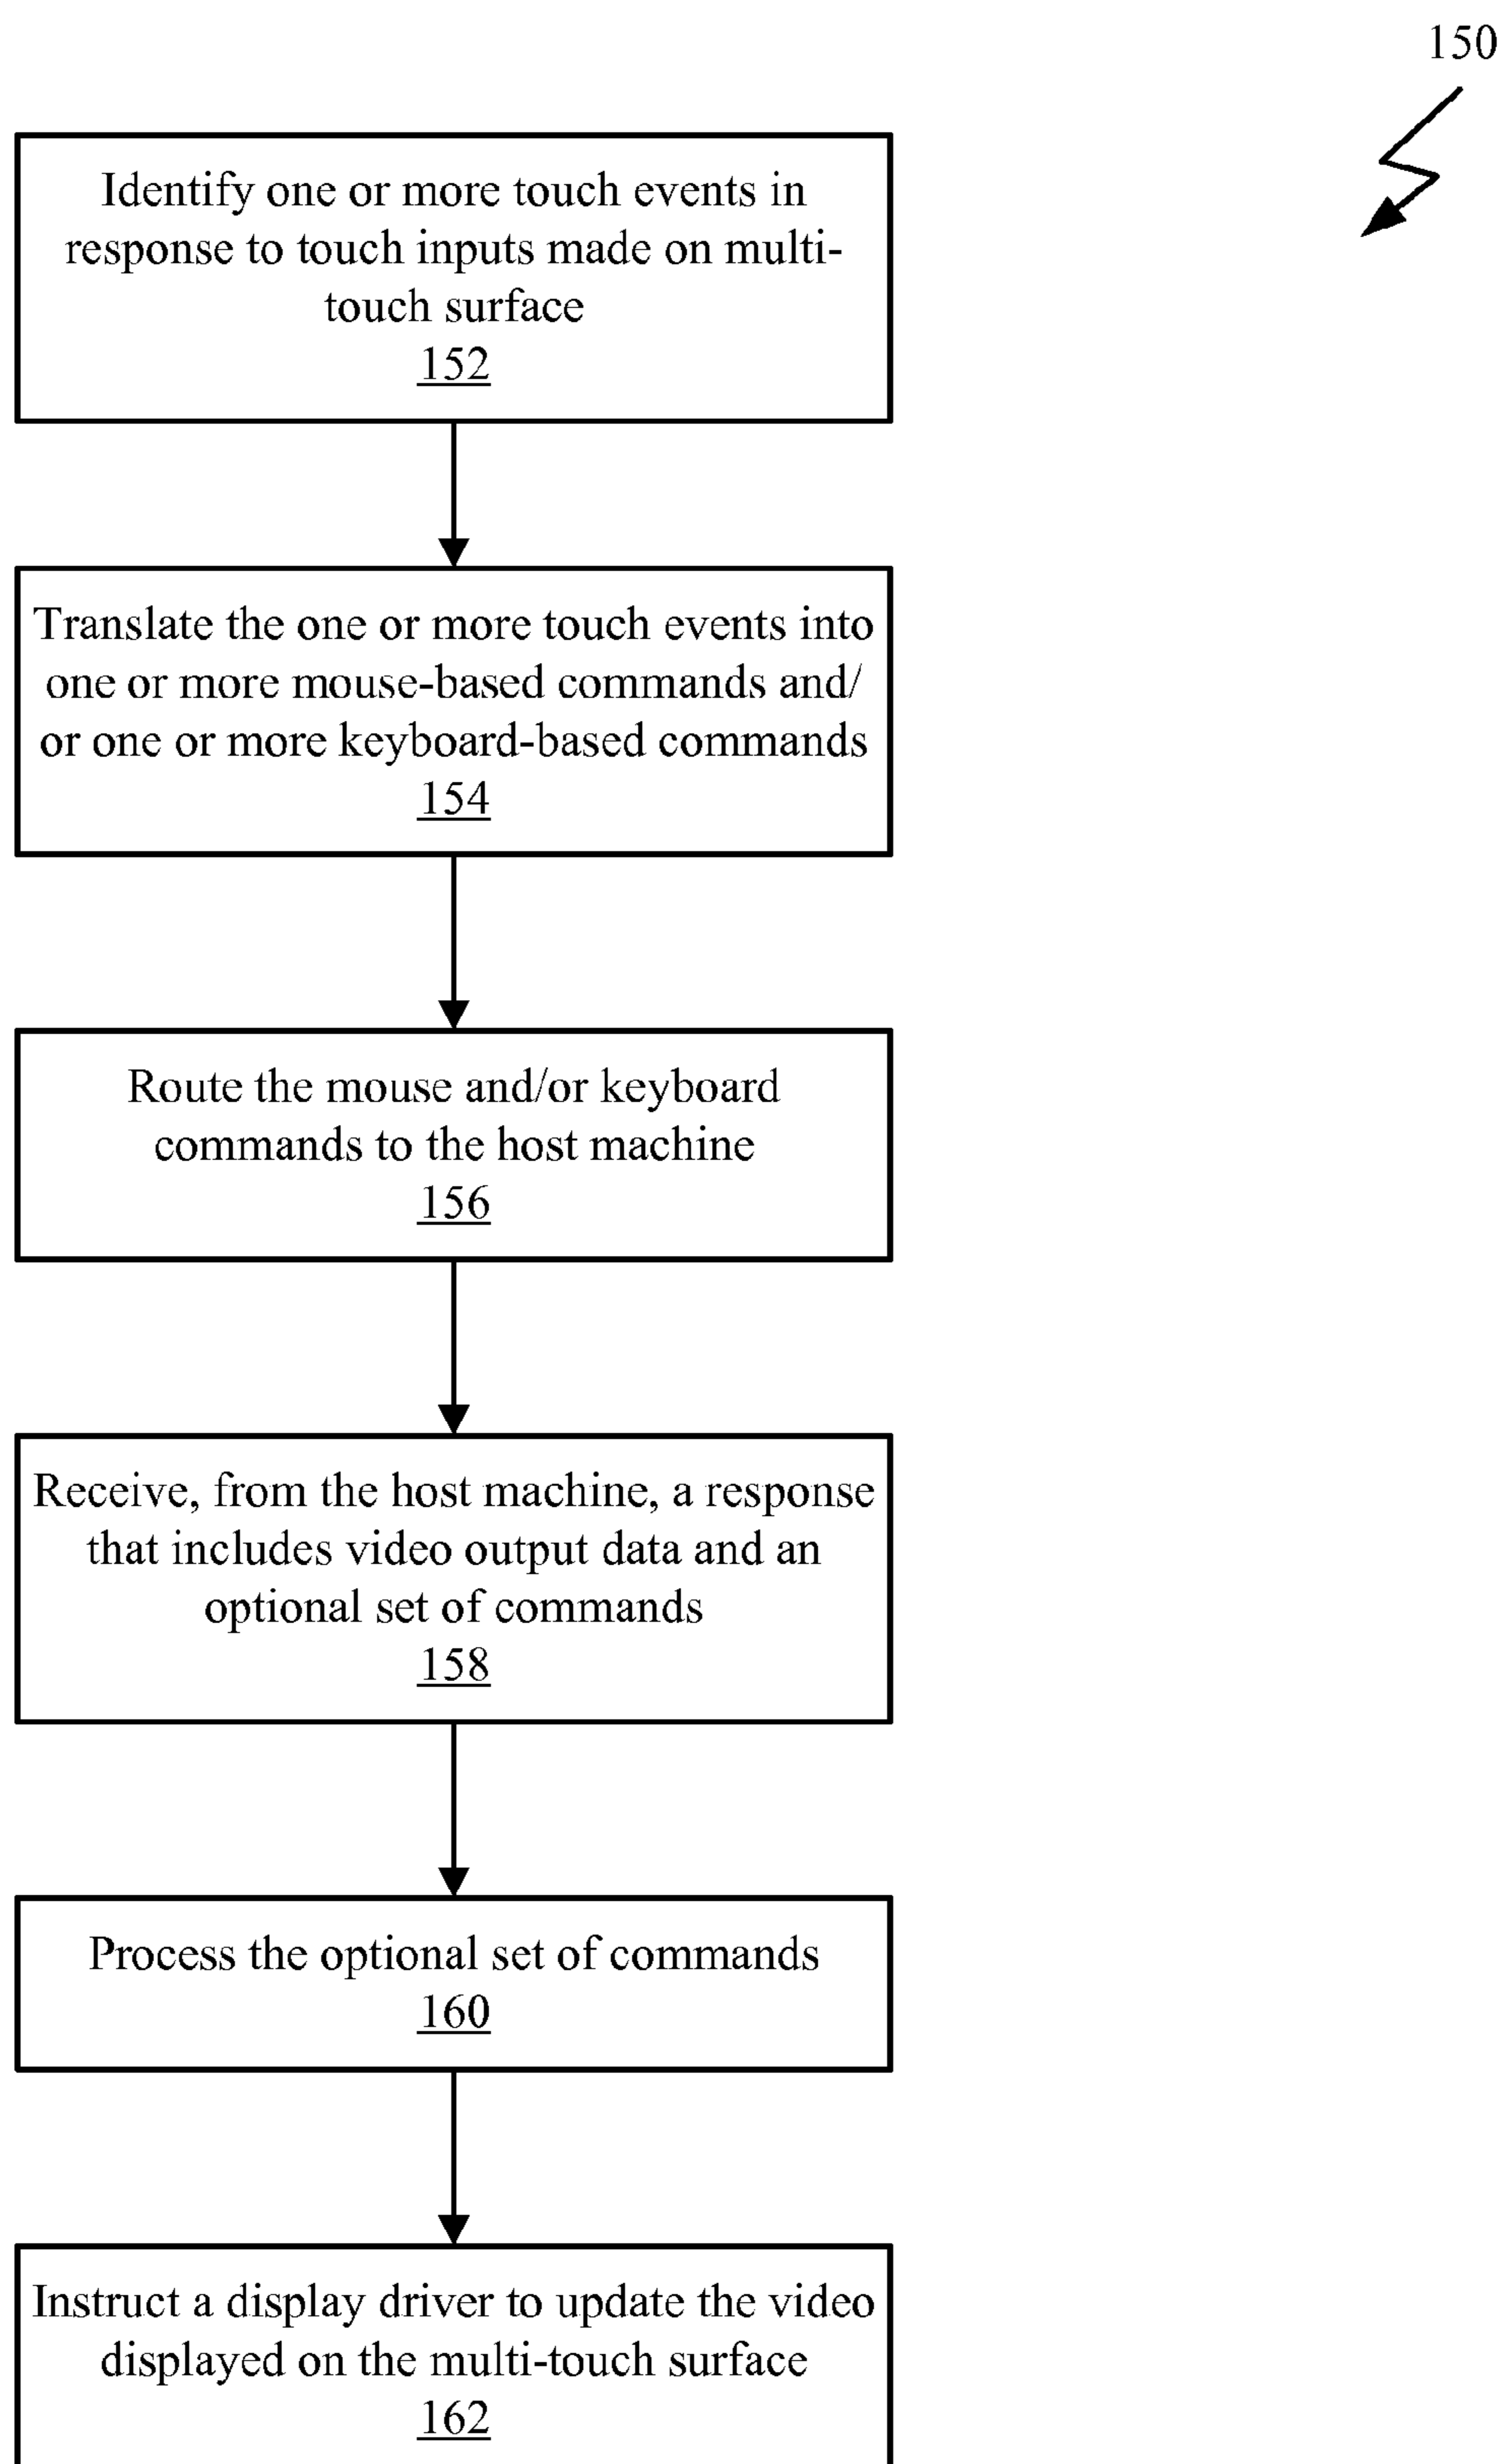 150
Identify one or more touch events in
response to touch inputs made on multi-
touch surface
152
Translate the one or more touch events into
one or more mouse-based commands and/
or one or more keyboard-based commands
154
Route the mouse and/or keyboard
commands to the host machine
156
Receive, from the host machine, a response
that includes video output data and an
optional set of commands
158
Process the optional set of commands
160
Instruct a display driver to update the video
displayed on the multi-touch surface
162